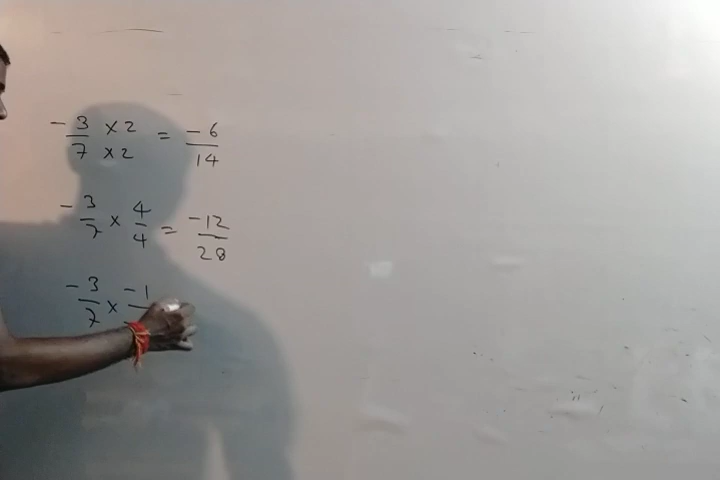 -3/7 ×2/×2 = -6/14
-3/7 × 4/4 = -12/28
-3/7 × -1/